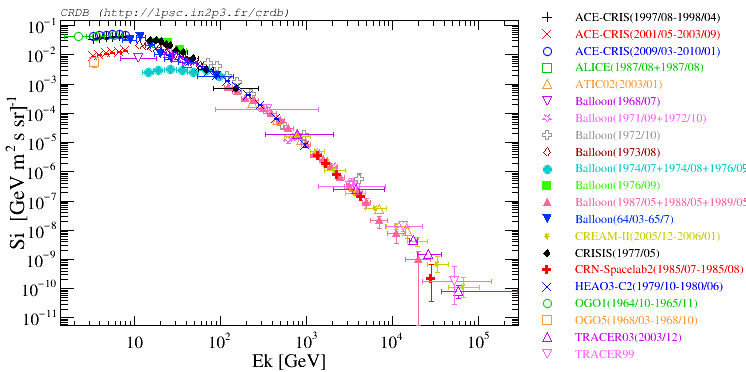 CRDB (http://lpsc.in2p3.fr/crdb)
Si [GeV m² s sr]⁻¹
10⁻¹
10⁻²
10⁻³
10⁻⁴
10⁻⁵
10⁻⁶
10⁻⁷
10⁻⁸
10⁻⁹
10⁻¹⁰
10⁻¹¹
10
10²
10³
10⁴
10⁵
Ek [GeV]
ACE-CRIS(1997/08-1998/04)
ACE-CRIS(2001/05-2003/09)
ACE-CRIS(2009/03-2010/01)
ALICE(1987/08+1987/08)
ATIC02(2003/01)
Balloon(1968/07)
Balloon(1971/09+1972/10)
Balloon(1972/10)
Balloon(1973/08)
Balloon(1974/07+1974/08+1976/05
Balloon(1976/09)
Balloon(1987/05+1988/05+1989/05
Balloon(64/03-65/7)
CREAM-II(2005/12-2006/01)
CRISIS(1977/05)
CRN-Spacelab2(1985/07-1985/08)
HEAO3-C2(1979/10-1980/06)
OGO1(1964/10-1965/11)
OGO5(1968/03-1968/10)
TRACER03(2003/12)
TRACER99